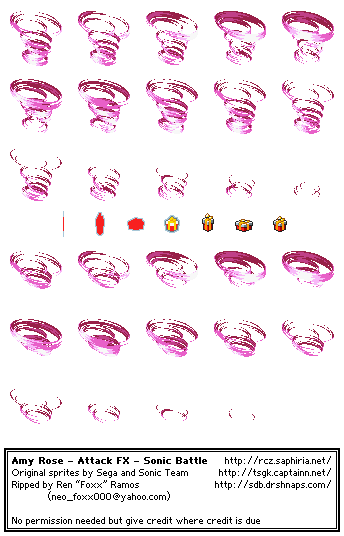 Amy Rose - Attack FX - Sonic Battle http://rcz.saphiria.net/
Original sprites by Sega and Sonic Team http://tsgk.captainn.net/
Ripped by Ren "Foxx" Ramos http://sdb.drshnaps.com/
(neo_foxx000@yahoo.com)
No permission needed but give credit where credit is due